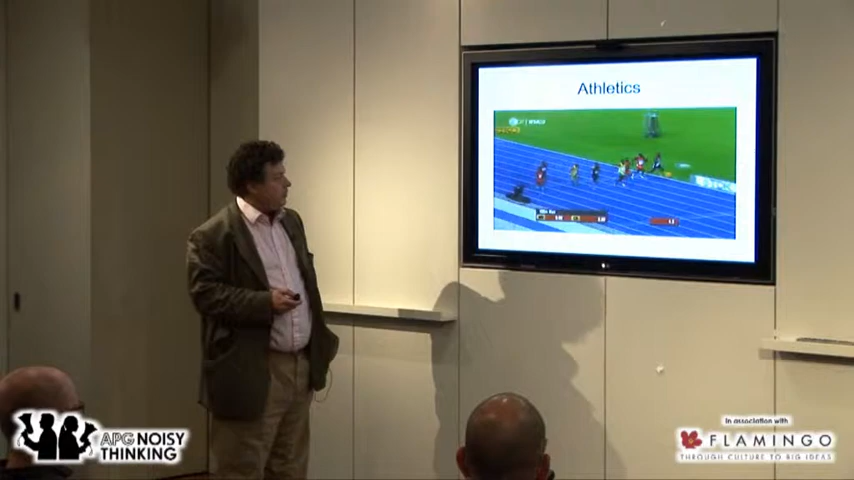 Athletics
APG NOISY
THINKING
In association with
FLAMINGO
THROUGH CULTURE TO BIG IDEAS